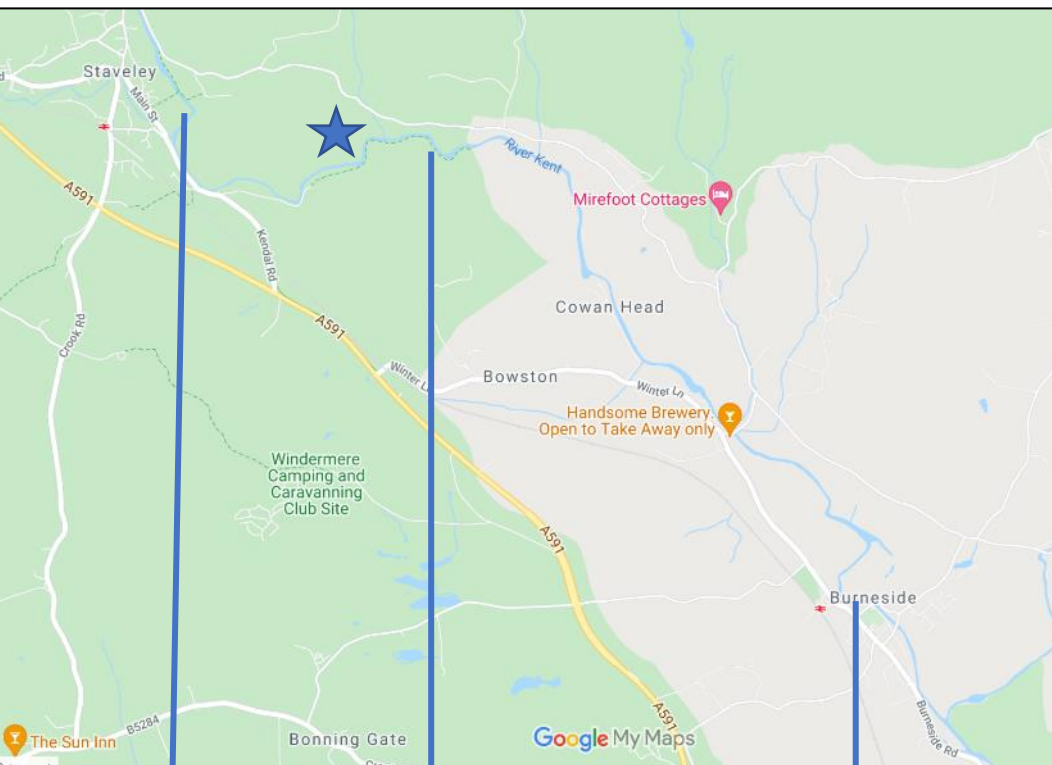 Staveley
Main St
A591
River Kent
Mirefoot Cottages
Kendal Rd
Cowan Head
Crook Rd
A591
Winter
Bowston
Winter Ln
Handsome Brewery
Open to Take Away only
Windermere
Camping and
Caravanning
Club Site
A591
Burneside
A591
B5284
The Sun Inn
Bonning Gate
Google My Maps
Burneside Rd